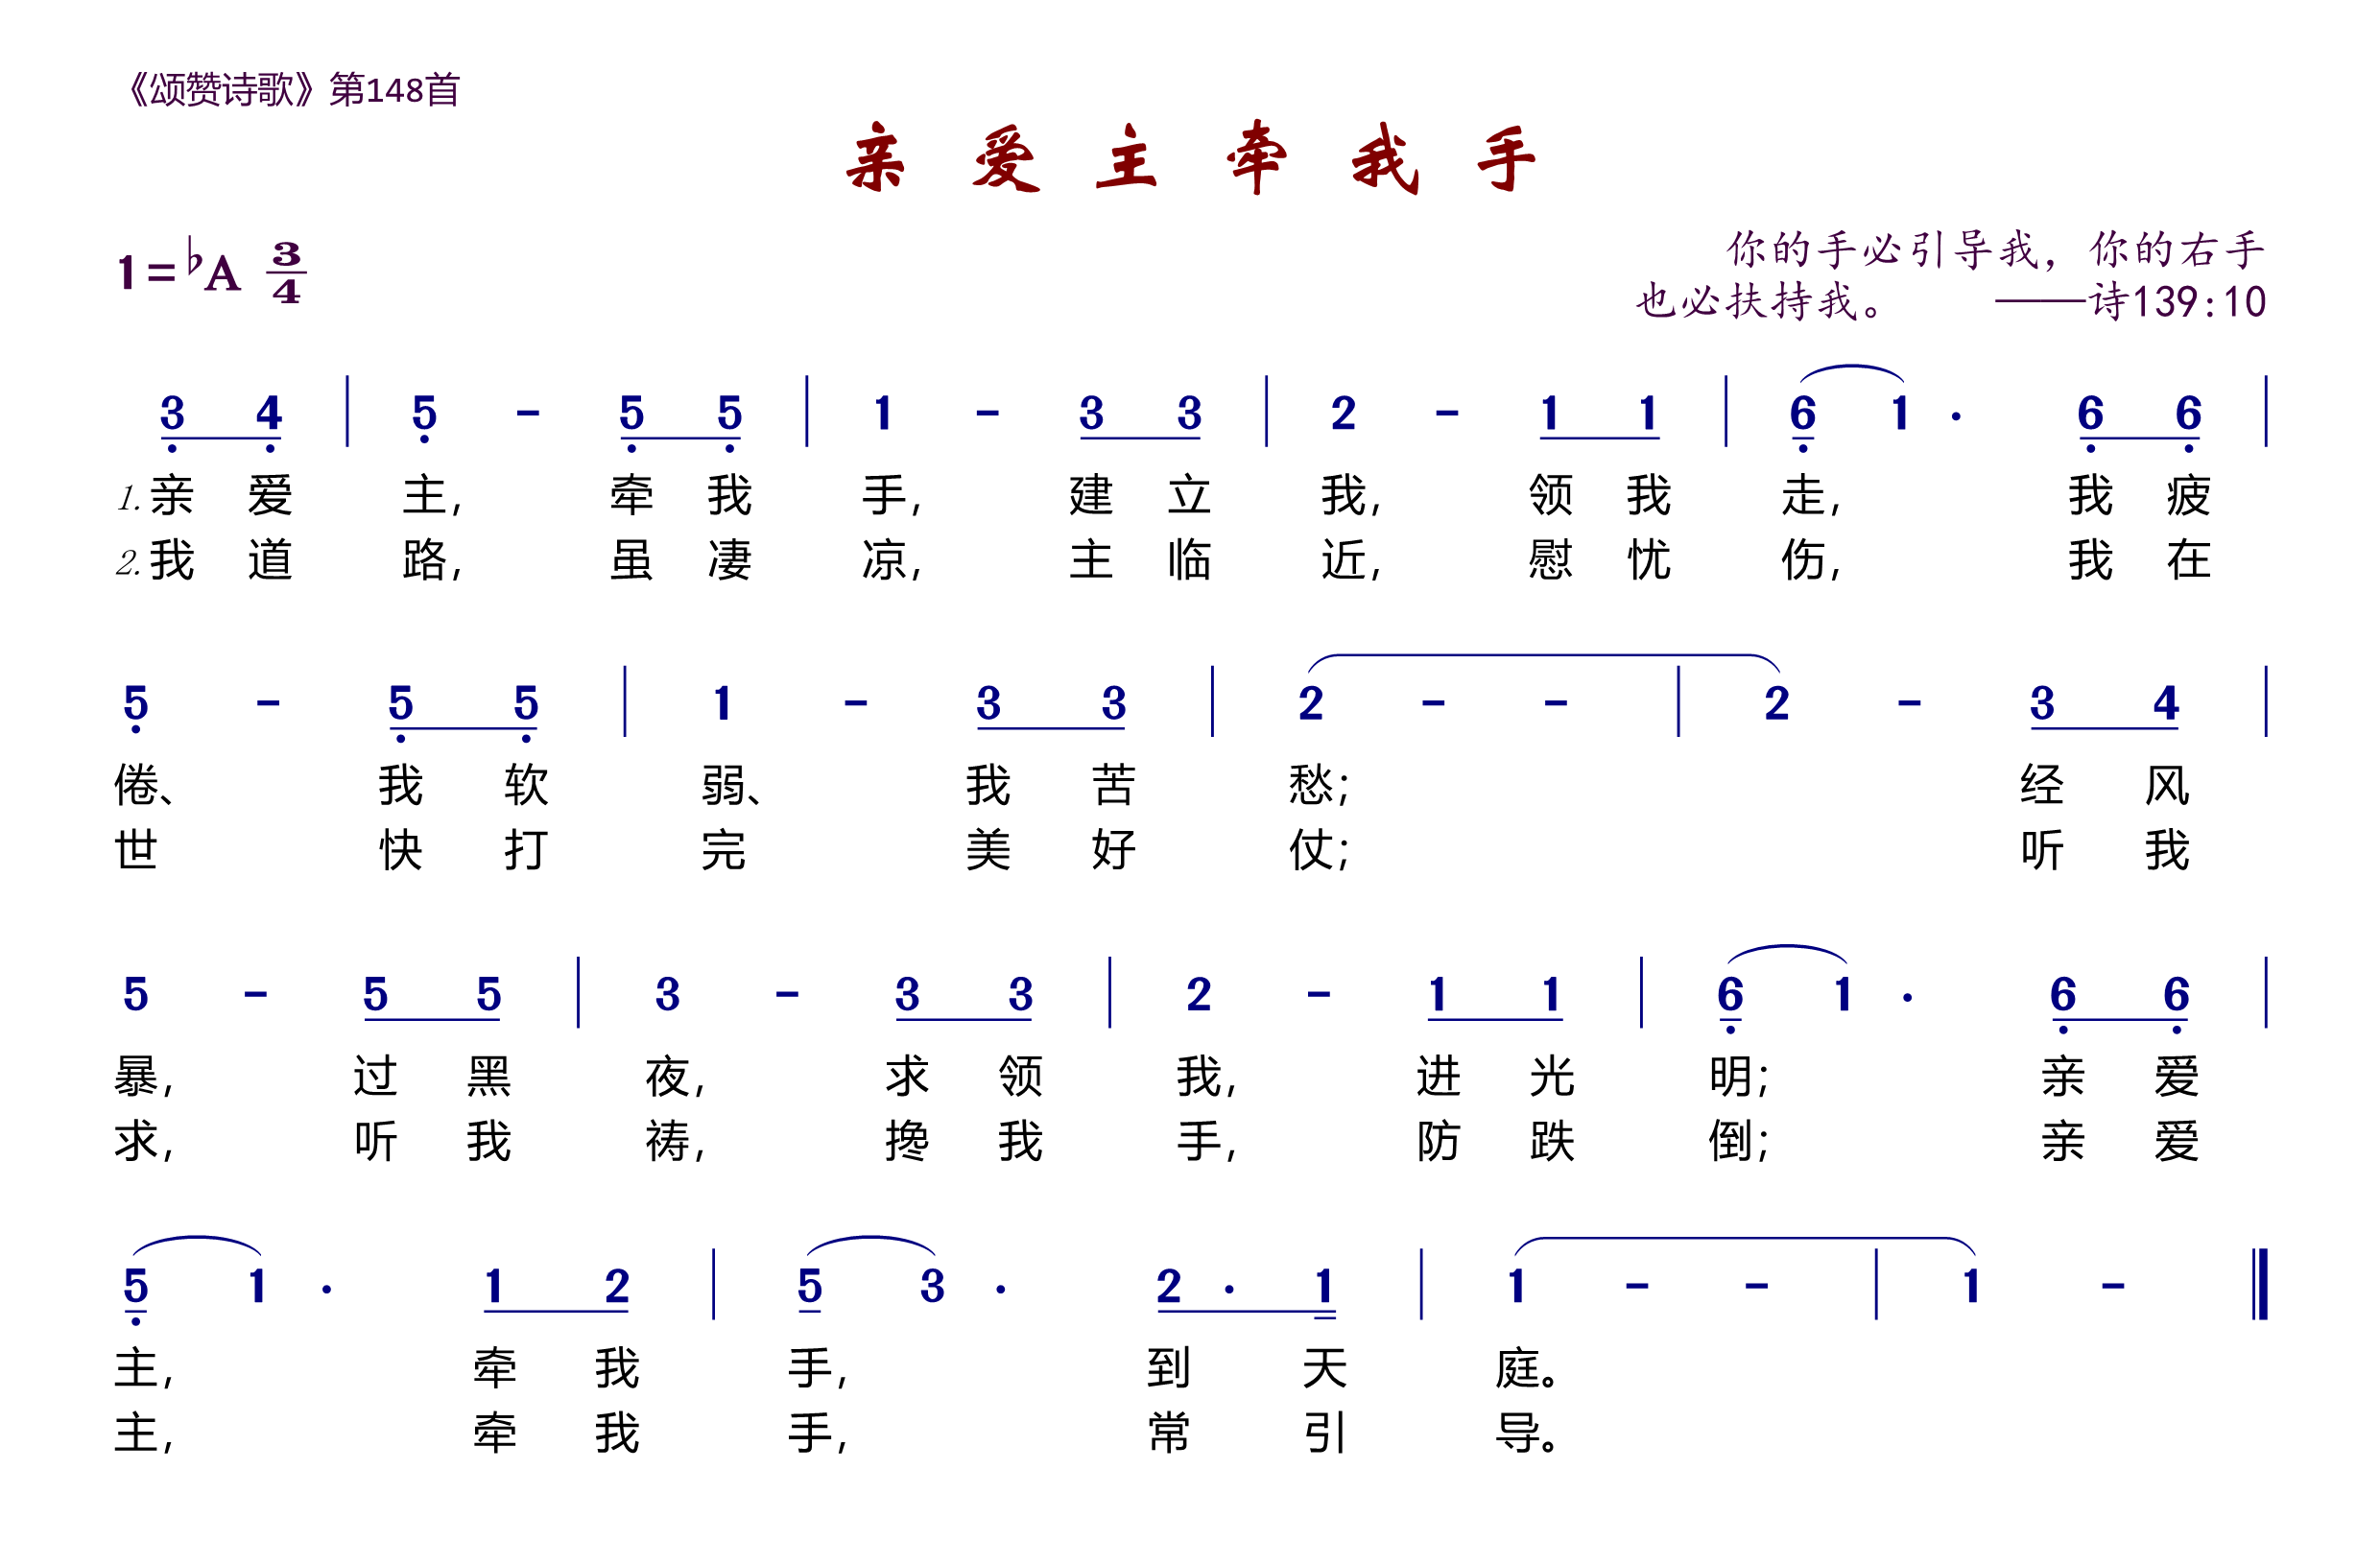 《颂赞诗歌》第148首
亲爱主牵我手
1=♭A 3/4
你的手必引导我，你的右手
也必扶持我。 ——诗139:10
3 4 | 5 - 5 5 | 1 - 3 3 | 2 - 1 1 | 6 1 · 6 6 |
1.亲爱主，牵我手，建立我，领我走，我疲
2.我道路，虽凄凉，主临近，慰忧伤，我在
5 - 5 5 | 1 - 3 3 | 2 - - | 2 - 3 4 |
倦、我软弱、我苦愁；经风
世快打完美好仗；听我
5 - 5 5 | 3 - 3 3 | 2 - 1 1 | 6 1 · 6 6 |
暴，过黑夜，求领我，进光明；亲爱
求，听我祷，搀我手，防跌倒；亲爱
5 1 · 1 2 | 5 3 · 2 · 1 | 1 - - | 1 - ‖
主，牵我手，到天庭。
主，牵我手，常引导。